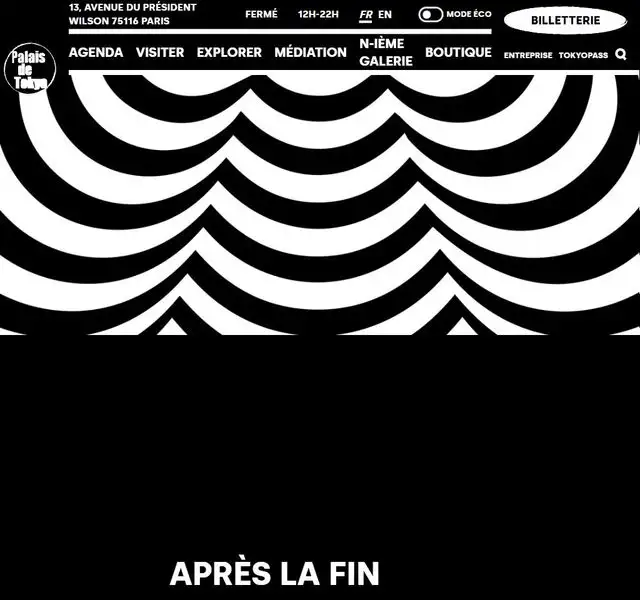 13, AVENUE DU PRÉSIDENT
WILSON 75116 PARIS
FERMÉ
12H-22H
FR EN
MODE ÉCO
BILLETTERIE
Palais
de
Tokyo
AGENDA
VISITER
EXPLORER
MÉDIATION
N-IÈME
GALERIE
BOUTIQUE
ENTREPRISE
TOKYOPASS
APRÈS LA FIN